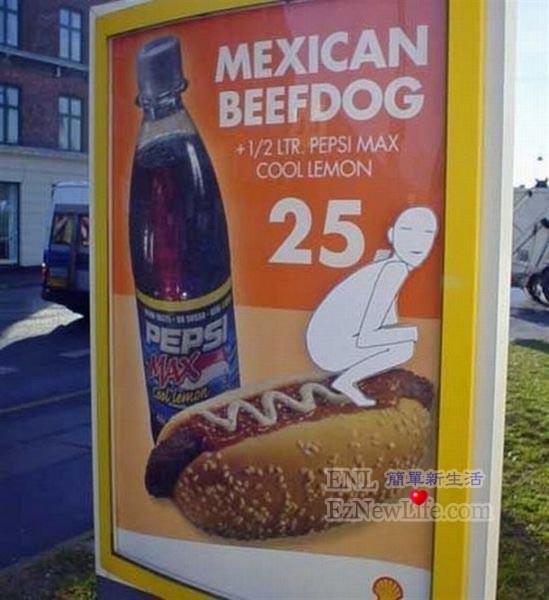 MEXICAN
BEEFDOG
+1/2 LTR. PEPSI MAX
COOL LEMON
25
PEPSI
MAX
Cool Lemon
ENL 簡單新生活
EzNewLife.com